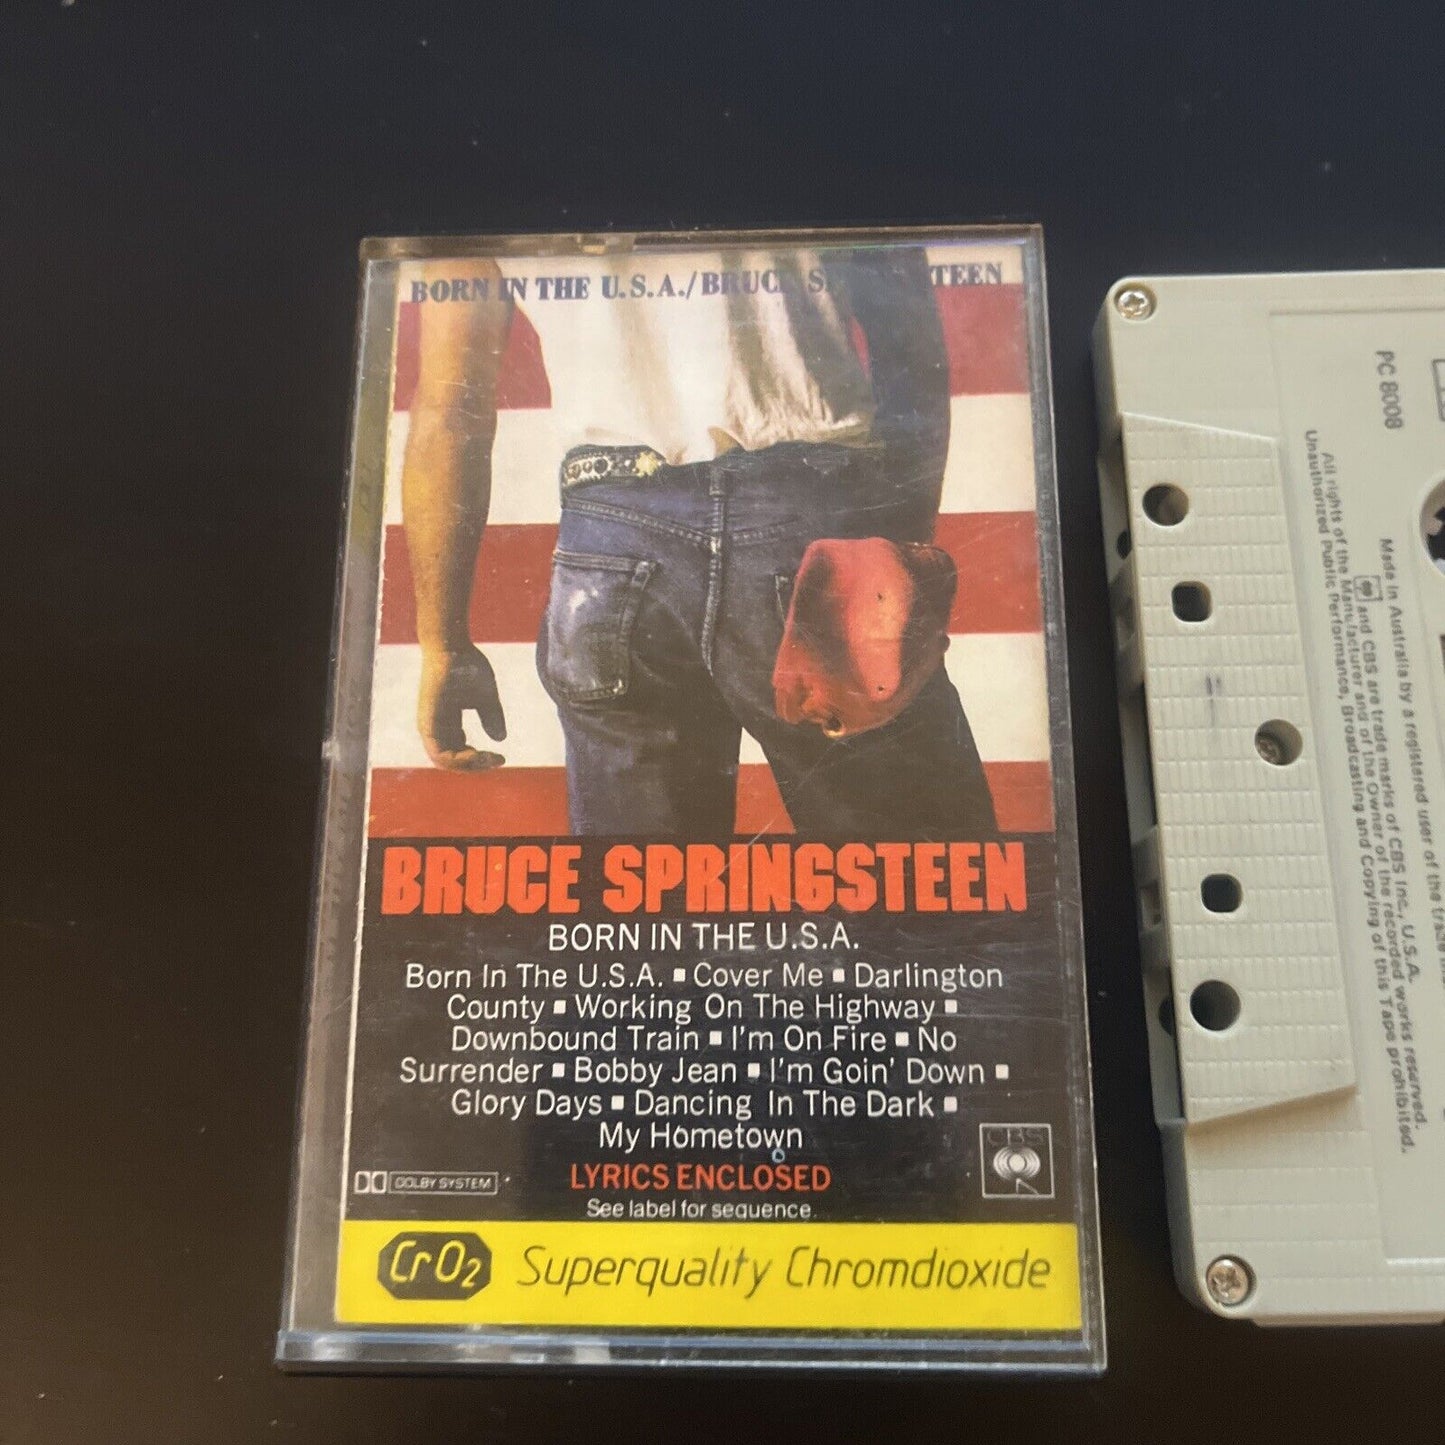 BORN IN THE U.S.A./BRUCE SPRINGSTEEN
BRUCE SPRINGSTEEN
BORN IN THE U.S.A.
Born In The U.S.A. ▪ Cover Me ▪ Darlington
County ▪ Working On The Highway ▪
Downbound Train ▪ I'm On Fire ▪ No
Surrender ▪ Bobby Jean ▪ I'm Goin' Down ▪
Glory Days ▪ Dancing In The Dark ▪
My Hometown
CBS
LYRICS ENCLOSED
DOLBY SYSTEM
See label for sequence.
CrO2 Superquality Chromdioxide
PC 8008
Made in Australia by a registered user of the trade
and CBS are trade marks of CBS Inc., U.S.A.
All rights of the Manufacturer and of the Owner of the recorded works reserved.
Unauthorized Public Performance, Broadcasting and Copying of this Tape prohibited.